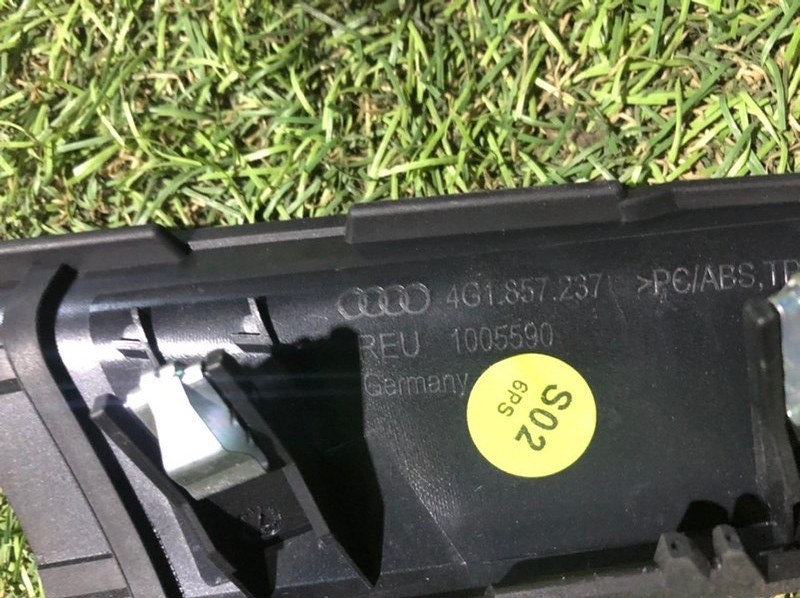 4G1.857.237 >PC/ABS,
REU 1005590
Germany
S02
6PS